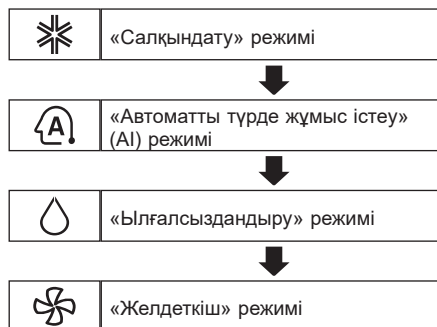 «Салқындату» режимі
A
«Автоматты түрде жұмыс істеу»
(AI) режимі
«Ылғалсыздандыру» режимі
«Желдеткіш» режимі